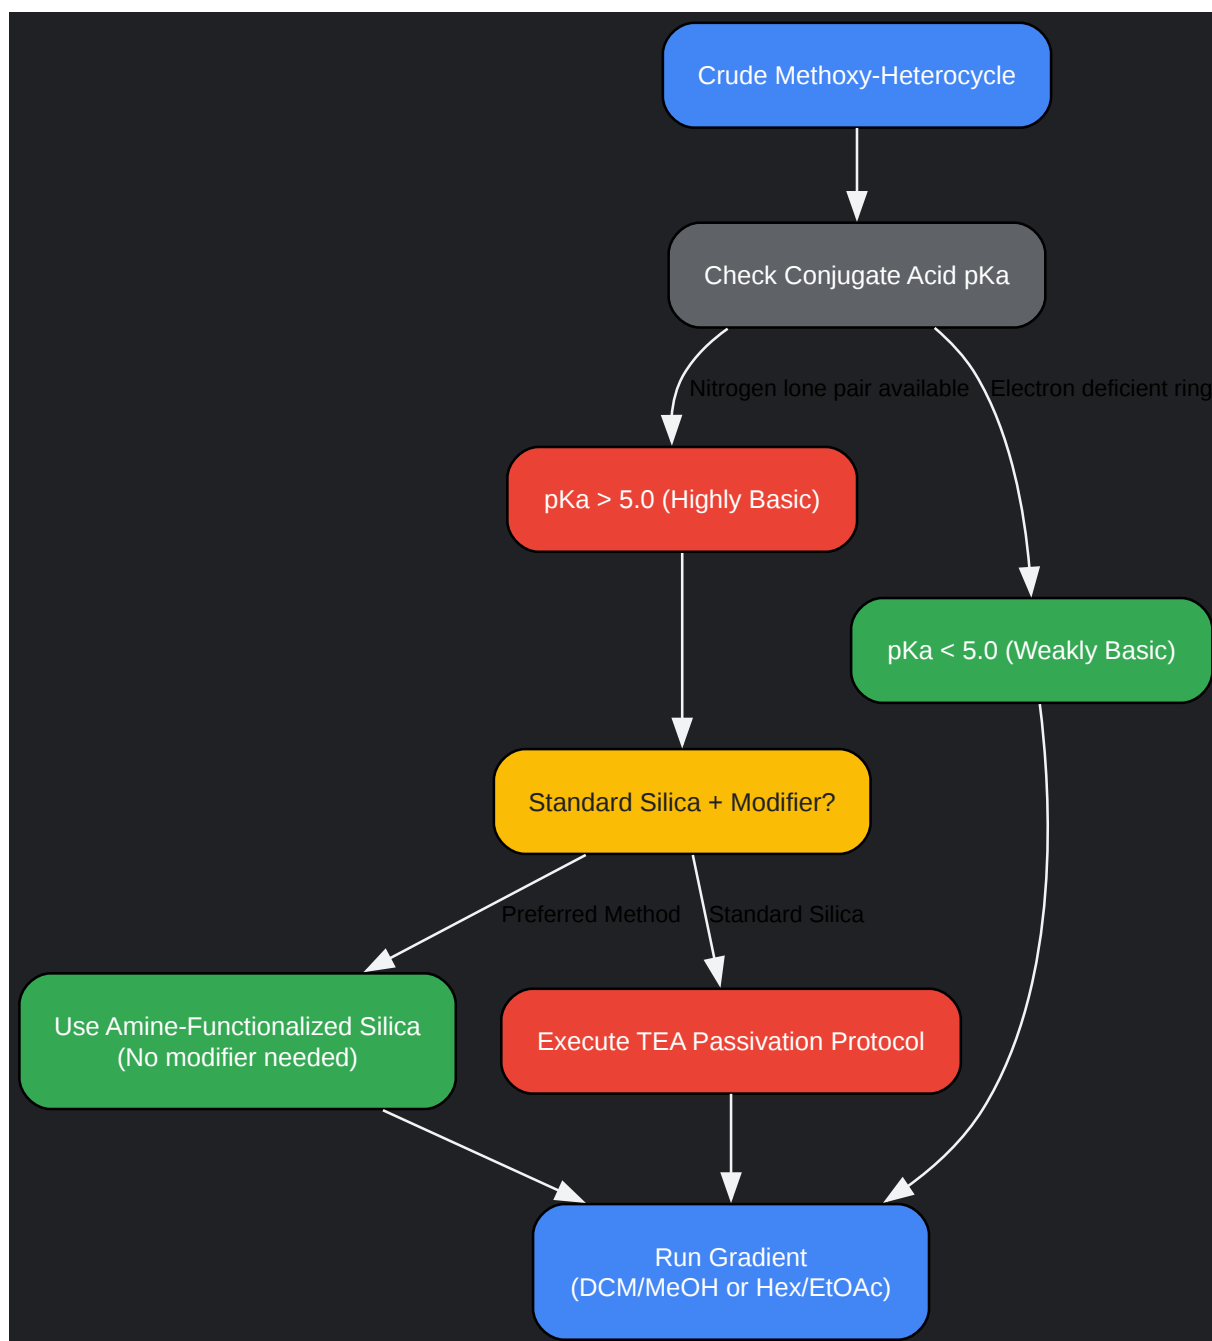 Crude Methoxy-Heterocycle
Check Conjugate Acid pKa
Nitrogen lone pair available
Electron deficient ring
pKa > 5.0 (Highly Basic)
pKa < 5.0 (Weakly Basic)
Standard Silica + Modifier?
Preferred Method
Standard Silica
Use Amine-Functionalized Silica
(No modifier needed)
Execute TEA Passivation Protocol
Run Gradient
(DCM/MeOH or Hex/EtOAc)